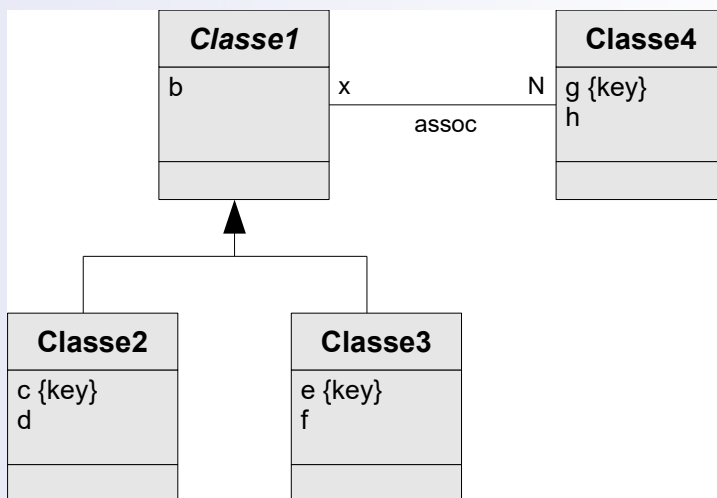 Classe1
b
x
N
assoc
Classe4
g {key}
h
Classe2
c {key}
d
Classe3
e {key}
f